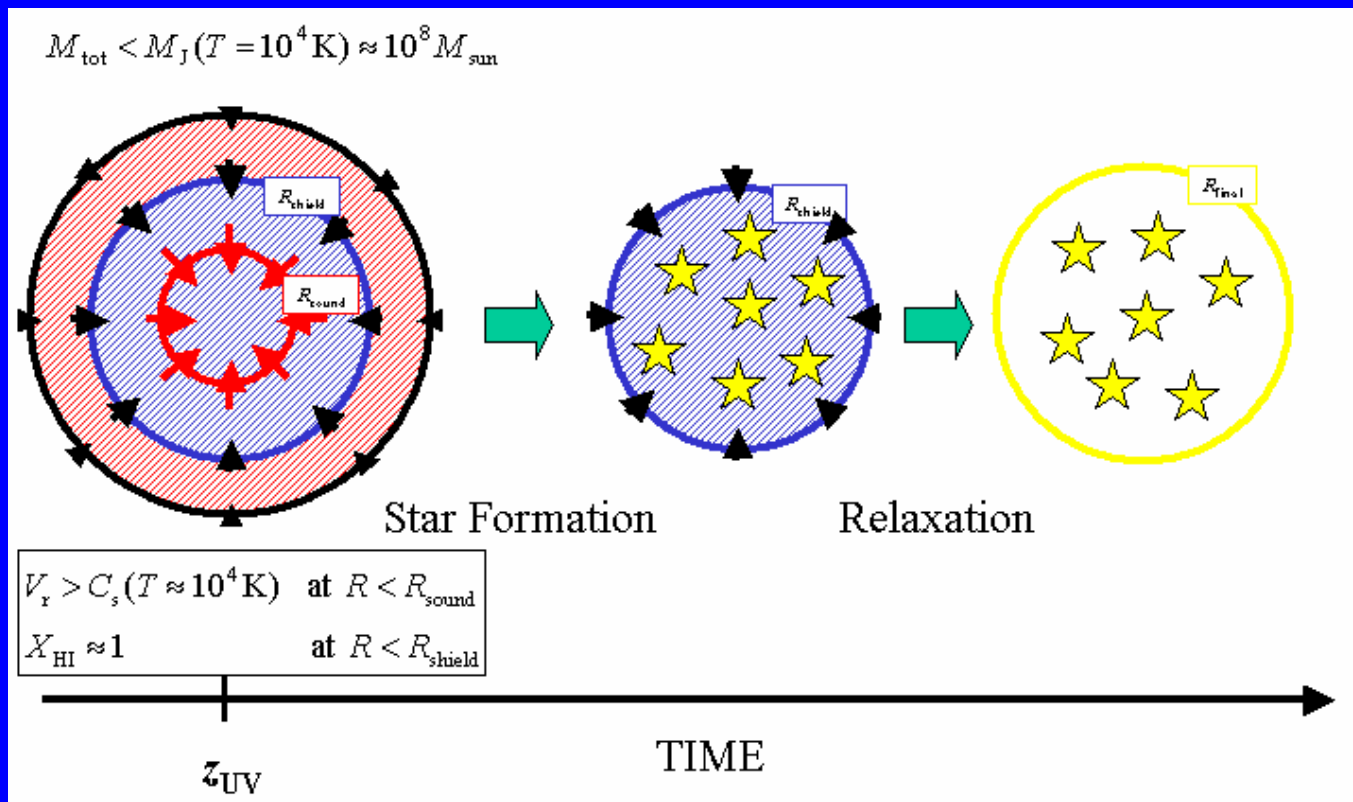 M_tot < M_J (T = 10^4 K) ≈ 10^8 M_sun
R_shield
R_sound
R_shield
R_final
Star Formation
Relaxation
V_r > C_s (T ≈ 10^4 K) at R < R_sound
X_HI ≈ 1 at R < R_shield
TIME
z_UV